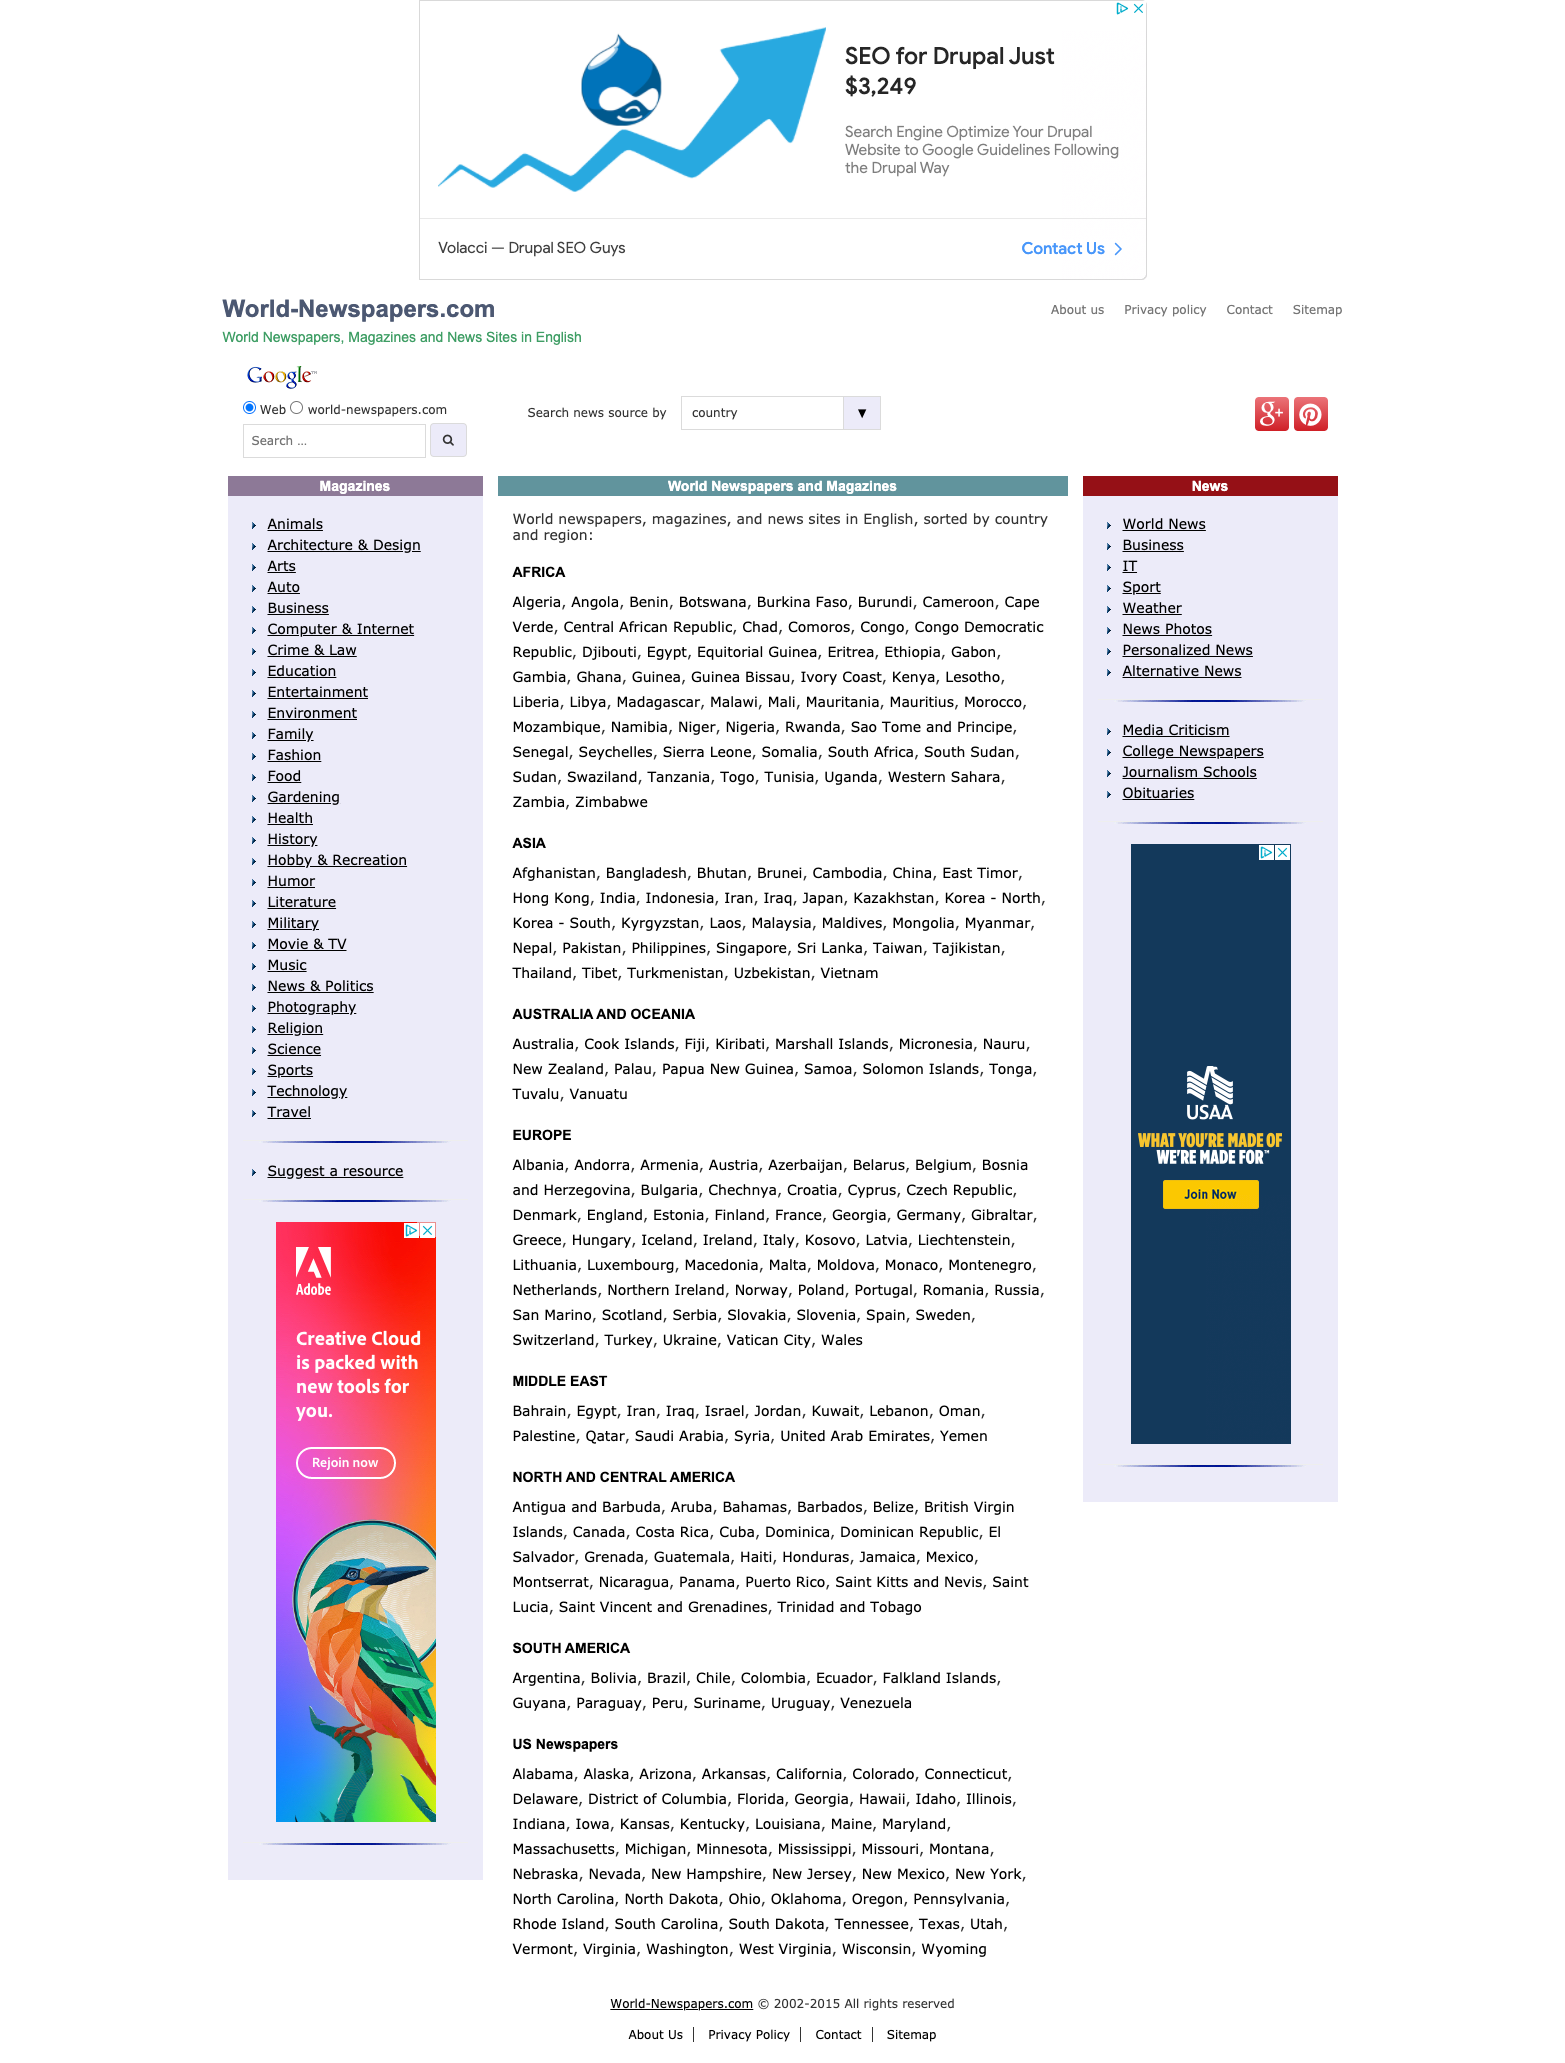 SEO for Drupal Just
$3,249
Search Engine Optimize Your Drupal
Website to Google Guidelines Following
the Drupal Way
Volacci — Drupal SEO Guys
Contact Us
World-Newspapers.com
About us Privacy policy Contact Sitemap
World Newspapers, Magazines and News Sites in English
Google™
Web world-newspapers.com
Search ...
Search news source by country ▼
g+
Magazines
Animals
Architecture & Design
Arts
Auto
Business
Computer & Internet
Crime & Law
Education
Entertainment
Environment
Family
Fashion
Food
Gardening
Health
History
Hobby & Recreation
Humor
Literature
Military
Movie & TV
Music
News & Politics
Photography
Religion
Science
Sports
Technology
Travel
Suggest a resource
Adobe
Creative Cloud
is packed with
new tools for
you.
Rejoin now
World Newspapers and Magazines
World newspapers, magazines, and news sites in English, sorted by country
and region:
AFRICA
Algeria, Angola, Benin, Botswana, Burkina Faso, Burundi, Cameroon, Cape
Verde, Central African Republic, Chad, Comoros, Congo, Congo Democratic
Republic, Djibouti, Egypt, Equitorial Guinea, Eritrea, Ethiopia, Gabon,
Gambia, Ghana, Guinea, Guinea Bissau, Ivory Coast, Kenya, Lesotho,
Liberia, Libya, Madagascar, Malawi, Mali, Mauritania, Mauritius, Morocco,
Mozambique, Namibia, Niger, Nigeria, Rwanda, Sao Tome and Principe,
Senegal, Seychelles, Sierra Leone, Somalia, South Africa, South Sudan,
Sudan, Swaziland, Tanzania, Togo, Tunisia, Uganda, Western Sahara,
Zambia, Zimbabwe
ASIA
Afghanistan, Bangladesh, Bhutan, Brunei, Cambodia, China, East Timor,
Hong Kong, India, Indonesia, Iran, Iraq, Japan, Kazakhstan, Korea - North,
Korea - South, Kyrgyzstan, Laos, Malaysia, Maldives, Mongolia, Myanmar,
Nepal, Pakistan, Philippines, Singapore, Sri Lanka, Taiwan, Tajikistan,
Thailand, Tibet, Turkmenistan, Uzbekistan, Vietnam
AUSTRALIA AND OCEANIA
Australia, Cook Islands, Fiji, Kiribati, Marshall Islands, Micronesia, Nauru,
New Zealand, Palau, Papua New Guinea, Samoa, Solomon Islands, Tonga,
Tuvalu, Vanuatu
EUROPE
Albania, Andorra, Armenia, Austria, Azerbaijan, Belarus, Belgium, Bosnia
and Herzegovina, Bulgaria, Chechnya, Croatia, Cyprus, Czech Republic,
Denmark, England, Estonia, Finland, France, Georgia, Germany, Gibraltar,
Greece, Hungary, Iceland, Ireland, Italy, Kosovo, Latvia, Liechtenstein,
Lithuania, Luxembourg, Macedonia, Malta, Moldova, Monaco, Montenegro,
Netherlands, Northern Ireland, Norway, Poland, Portugal, Romania, Russia,
San Marino, Scotland, Serbia, Slovakia, Slovenia, Spain, Sweden,
Switzerland, Turkey, Ukraine, Vatican City, Wales
MIDDLE EAST
Bahrain, Egypt, Iran, Iraq, Israel, Jordan, Kuwait, Lebanon, Oman,
Palestine, Qatar, Saudi Arabia, Syria, United Arab Emirates, Yemen
NORTH AND CENTRAL AMERICA
Antigua and Barbuda, Aruba, Bahamas, Barbados, Belize, British Virgin
Islands, Canada, Costa Rica, Cuba, Dominica, Dominican Republic, El
Salvador, Grenada, Guatemala, Haiti, Honduras, Jamaica, Mexico,
Montserrat, Nicaragua, Panama, Puerto Rico, Saint Kitts and Nevis, Saint
Lucia, Saint Vincent and Grenadines, Trinidad and Tobago
SOUTH AMERICA
Argentina, Bolivia, Brazil, Chile, Colombia, Ecuador, Falkland Islands,
Guyana, Paraguay, Peru, Suriname, Uruguay, Venezuela
US Newspapers
Alabama, Alaska, Arizona, Arkansas, California, Colorado, Connecticut,
Delaware, District of Columbia, Florida, Georgia, Hawaii, Idaho, Illinois,
Indiana, Iowa, Kansas, Kentucky, Louisiana, Maine, Maryland,
Massachusetts, Michigan, Minnesota, Mississippi, Missouri, Montana,
Nebraska, Nevada, New Hampshire, New Jersey, New Mexico, New York,
North Carolina, North Dakota, Ohio, Oklahoma, Oregon, Pennsylvania,
Rhode Island, South Carolina, South Dakota, Tennessee, Texas, Utah,
Vermont, Virginia, Washington, West Virginia, Wisconsin, Wyoming
News
World News
Business
IT
Sport
Weather
News Photos
Personalized News
Alternative News
Media Criticism
College Newspapers
Journalism Schools
Obituaries
USAA
WHAT YOU'RE MADE OF
WE'RE MADE FOR™
Join Now
World-Newspapers.com © 2002-2015 All rights reserved
About Us | Privacy Policy | Contact | Sitemap